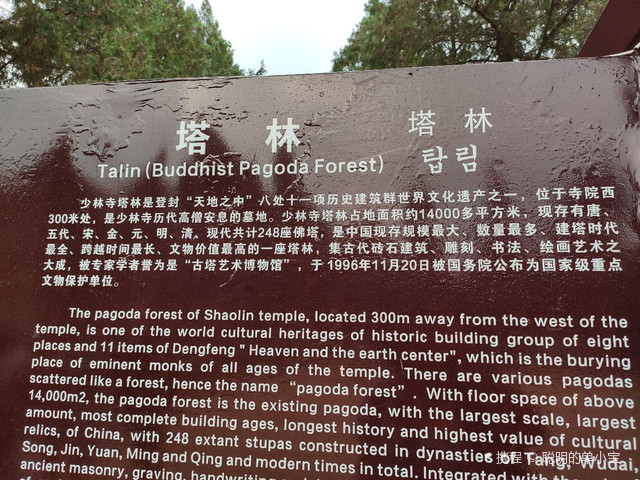 塔 林
塔 林
Talin (Buddhist Pagoda Forest)
탑림
少林寺塔林是登封“天地之中”八处十一项历史建筑群世界文化遗产之一，位于寺院西
300米处，是少林寺历代高僧安息的墓地。少林寺塔林占地面积约14000多平方米，现存有唐、
五代、宋、金、元、明、清。现代共计248座佛塔，是中国现存规模最大、数量最多、建塔时代
最全、跨越时间最长、文物价值最高的一座塔林，集古代砖石建筑、雕刻、书法、绘画艺术之
大成，被专家学者誉为是“古塔艺术博物馆”，于1996年11月20日被国务院公布为国家级重点
文物保护单位。
The pagoda forest of Shaolin temple, located 300m away from the west of the
temple, is one of the world cultural heritages of historic building group of eight
places and 11 items of Dengfeng " Heaven and the earth center", which is the burying
place of eminent monks of all ages of the temple. There are various pagodas
scattered like a forest, hence the name “pagoda forest”. With floor space of above
14,000m2, the pagoda forest is the existing pagoda, with the largest scale, largest
amount, most complete building ages, longest history and highest value of cultural
relics, of China, with 248 extant stupas constructed in dynasties of Tang, Wudai,
Song, Jin, Yuan, Ming and Qing and modern times in total. Integrated with the
ancient masonry, graving, handwriting
携程 @聪明的美小宝